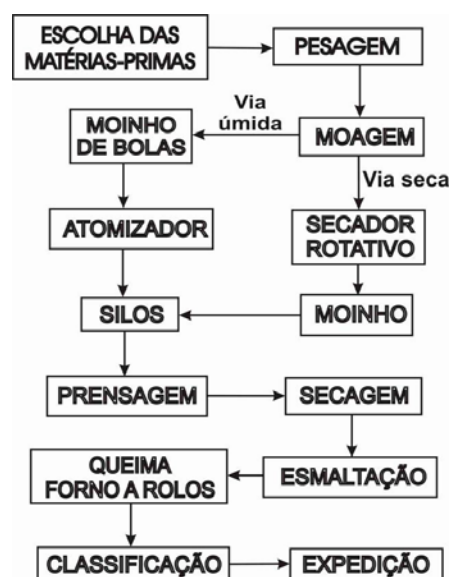 ESCOLHA DAS
MATÉRIAS-PRIMAS
PESAGEM
Via
úmida
MOINHO
DE BOLAS
MOAGEM
Via seca
ATOMIZADOR
SECADOR
ROTATIVO
SILOS
MOINHO
PRENSAGEM
SECAGEM
QUEIMA
FORNO A ROLOS
ESMALTAÇÃO
CLASSIFICAÇÃO
EXPEDIÇÃO